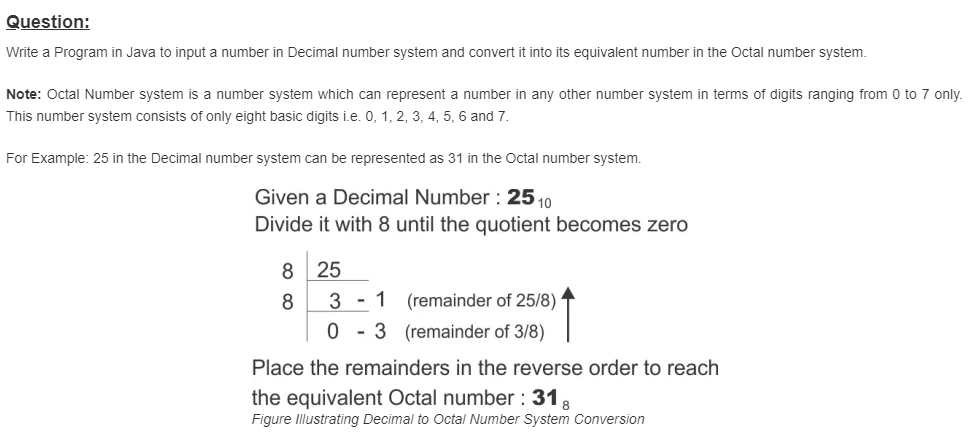 Question:
Write a Program in Java to input a number in Decimal number system and convert it into its equivalent number in the Octal number system.
Note: Octal Number system is a number system which can represent a number in any other number system in terms of digits ranging from 0 to 7 only.
This number system consists of only eight basic digits i.e. 0, 1, 2, 3, 4, 5, 6 and 7.
For Example: 25 in the Decimal number system can be represented as 31 in the Octal number system.
Given a Decimal Number : 25 10
Divide it with 8 until the quotient becomes zero
8 25
8 3 - 1 (remainder of 25/8)
0 - 3 (remainder of 3/8)
Place the remainders in the reverse order to reach
the equivalent Octal number : 31 8
Figure Illustrating Decimal to Octal Number System Conversion